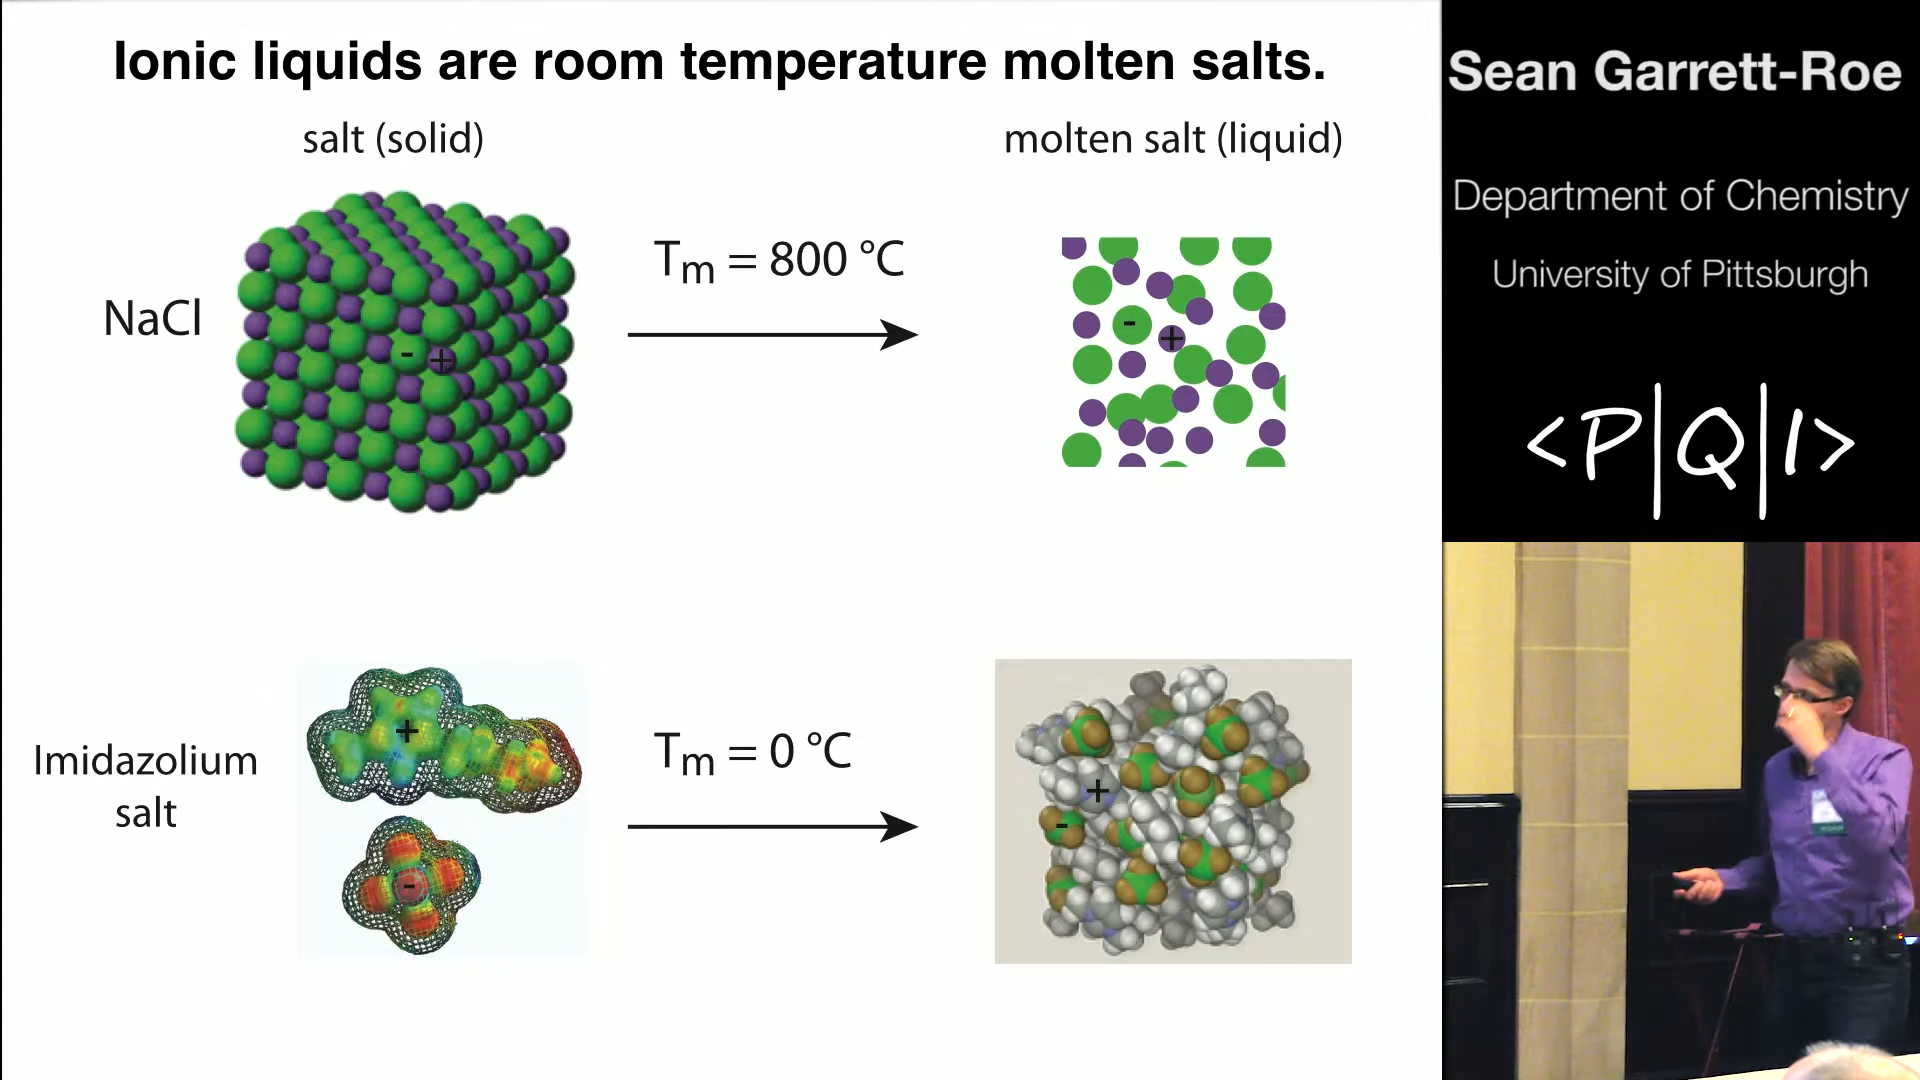 Ionic liquids are room temperature molten salts.
salt (solid)
molten salt (liquid)
NaCl
- +
Tm = 800 °C
- +
Imidazolium
salt
+
-
Tm = 0 °C
+
-
Sean Garrett-Roe
Department of Chemistry
University of Pittsburgh
<P|Q|I>